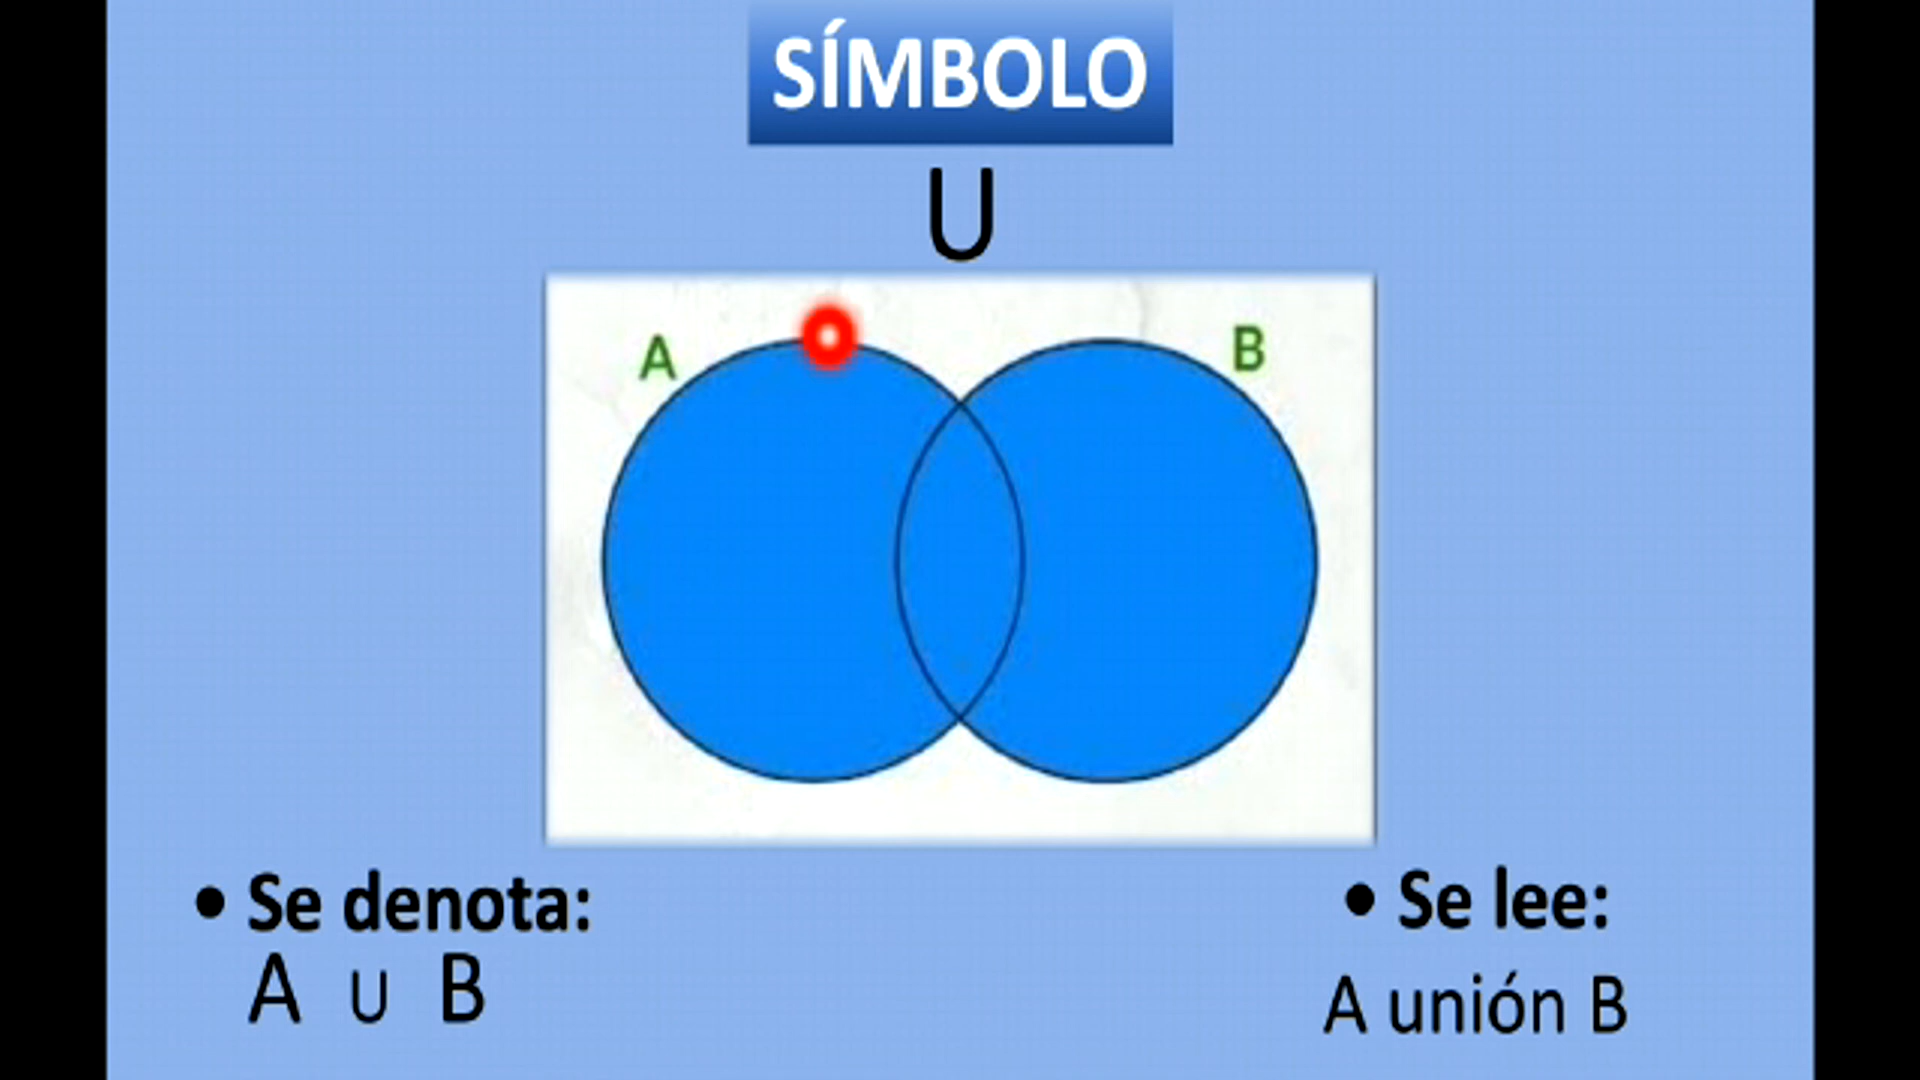 SÍMBOLO
U
A
B
• Se denota:
A U B
• Se lee:
A unión B